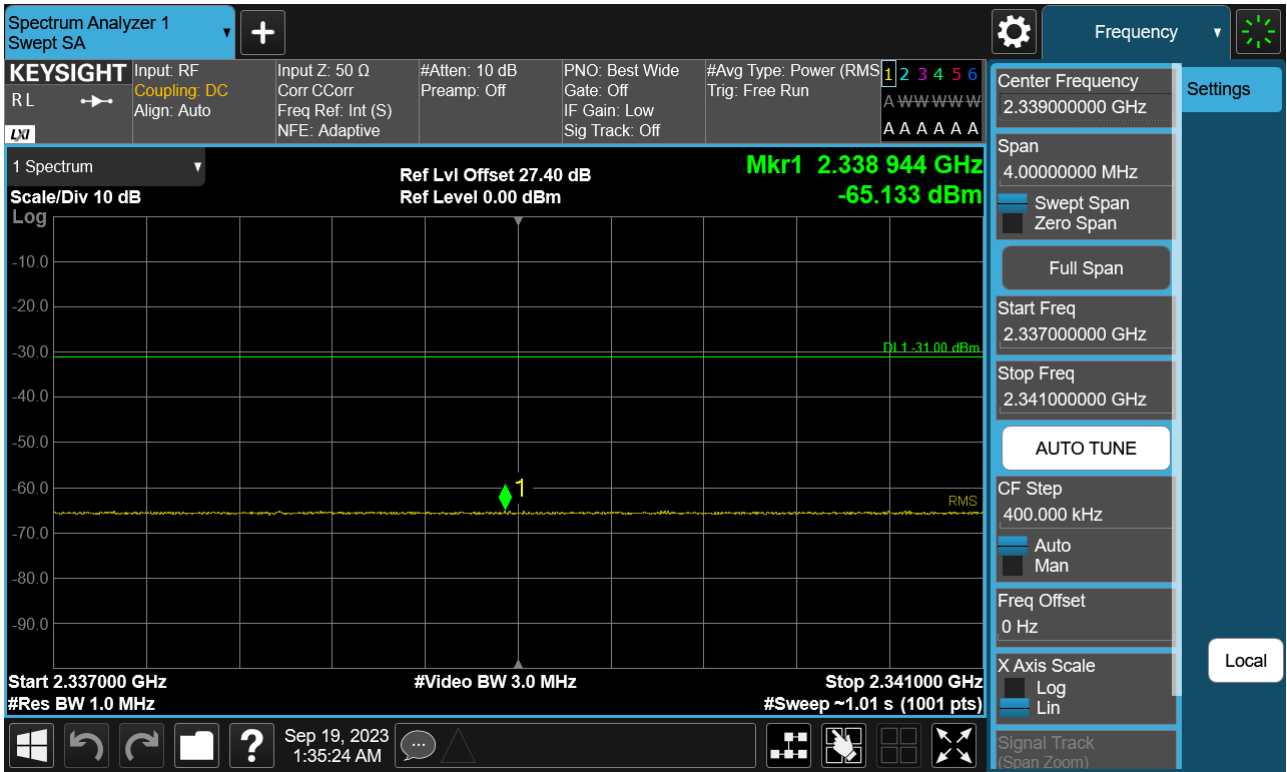 Spectrum Analyzer 1
Swept SA
+
Frequency
KEYSIGHT
R L
LXI
Input: RF
Coupling: DC
Align: Auto
Input Z: 50 Ω
Corr CCorr
Freq Ref: Int (S)
NFE: Adaptive
#Atten: 10 dB
Preamp: Off
PNO: Best Wide
Gate: Off
IF Gain: Low
Sig Track: Off
#Avg Type: Power (RMS
Trig: Free Run
1 2 3 4 5 6
A W W W W W
A A A A A A
1 Spectrum
Scale/Div 10 dB
Log
Ref Lvl Offset 27.40 dB
Ref Level 0.00 dBm
Mkr1 2.338 944 GHz
-65.133 dBm
-10.0
-20.0
-30.0
DL1 -31.00 dBm
-40.0
-50.0
-60.0
1
RMS
-70.0
-80.0
-90.0
Start 2.337000 GHz
#Video BW 3.0 MHz
Stop 2.341000 GHz
#Res BW 1.0 MHz
#Sweep ~1.01 s (1001 pts)
Center Frequency
2.339000000 GHz
Settings
Span
4.00000000 MHz
Swept Span
Zero Span
Full Span
Start Freq
2.337000000 GHz
Stop Freq
2.341000000 GHz
AUTO TUNE
CF Step
400.000 kHz
Auto
Man
Freq Offset
0 Hz
X Axis Scale
Log
Lin
Local
Signal Track
(Span Zoom)
?
Sep 19, 2023
1:35:24 AM